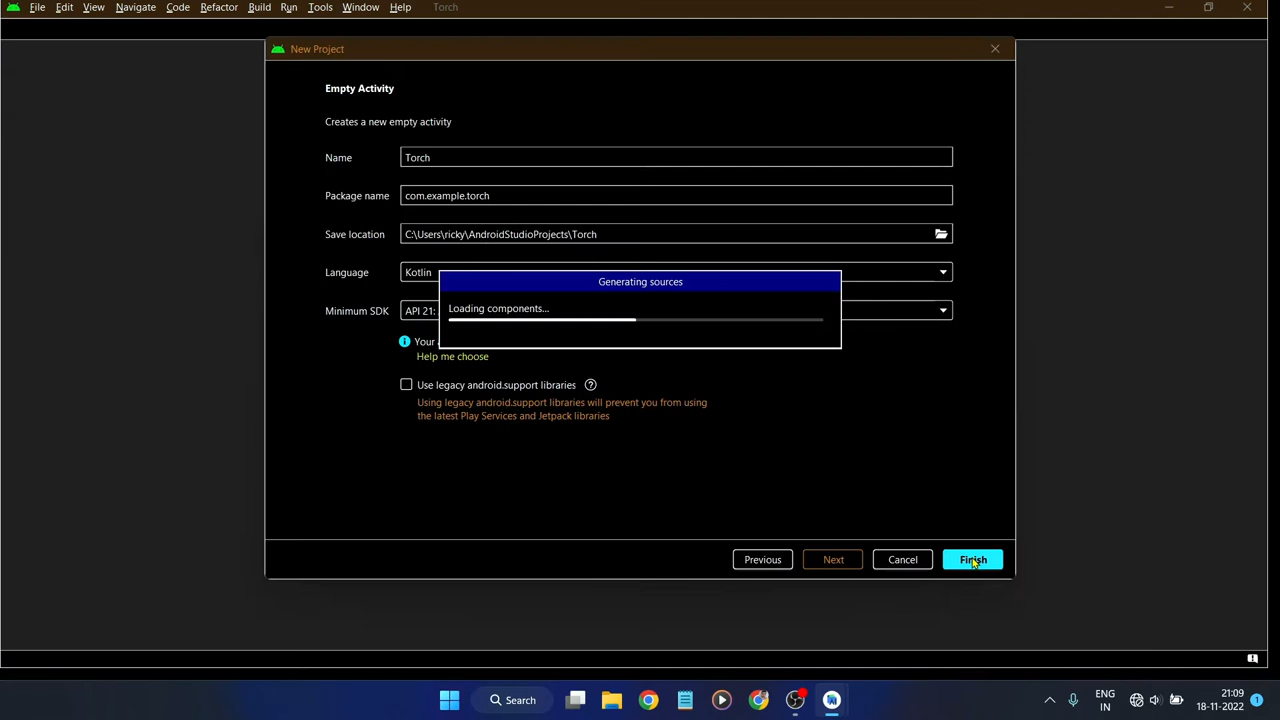 File Edit View Navigate Code Refactor Build Run Tools Window Help Torch
New Project
Empty Activity
Creates a new empty activity
Name Torch
Package name com.example.torch
Save location C:\Users\ricky\AndroidStudioProjects\Torch
Language Kotlin
Generating sources
Loading components...
Minimum SDK API 21:
Your
Help me choose
Use legacy android.support libraries
Using legacy android.support libraries will prevent you from using
the latest Play Services and Jetpack libraries
Previous Next Cancel Finish
Search
ENG
IN
21:09
18-11-2022
1